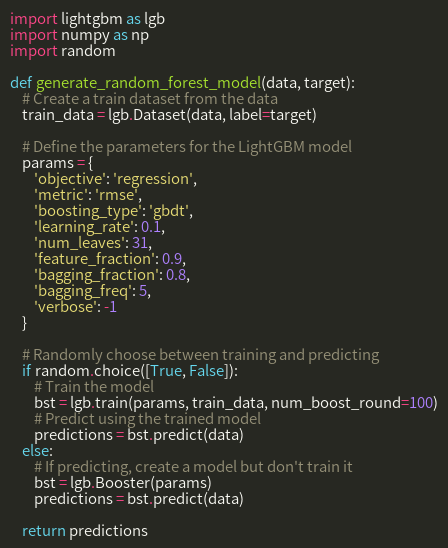 import lightgbm as lgb
import numpy as np
import random

def generate_random_forest_model(data, target):
    # Create a train dataset from the data
    train_data = lgb.Dataset(data, label=target)

    # Define the parameters for the LightGBM model
    params = {
        'objective': 'regression',
        'metric': 'rmse',
        'boosting_type': 'gbdt',
        'learning_rate': 0.1,
        'num_leaves': 31,
        'feature_fraction': 0.9,
        'bagging_fraction': 0.8,
        'bagging_freq': 5,
        'verbose': -1
    }

    # Randomly choose between training and predicting
    if random.choice([True, False]):
        # Train the model
        bst = lgb.train(params, train_data, num_boost_round=100)
        # Predict using the trained model
        predictions = bst.predict(data)
    else:
        # If predicting, create a model but don't train it
        bst = lgb.Booster(params)
        predictions = bst.predict(data)

    return predictions